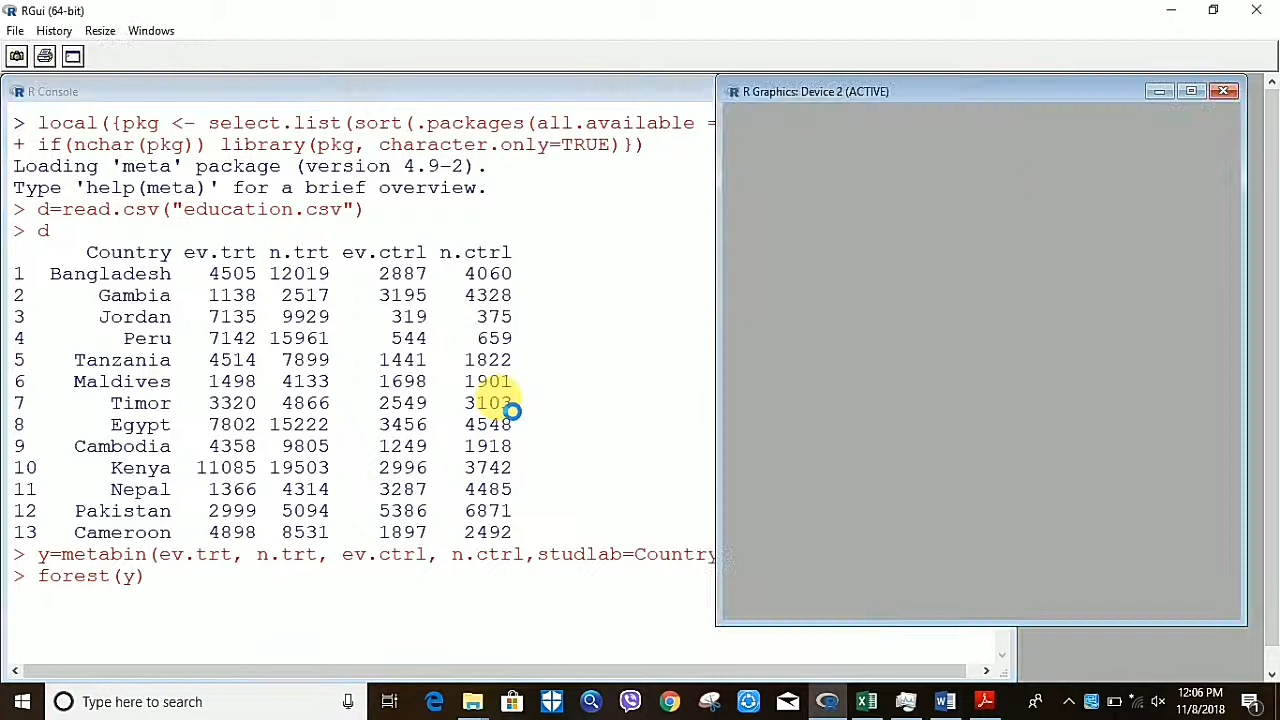 RGui (64-bit)
File History Resize Windows
R Console
> local({pkg <- select.list(sort(.packages(all.available =
+ if(nchar(pkg)) library(pkg, character.only=TRUE)})
Loading 'meta' package (version 4.9-2).
Type 'help(meta)' for a brief overview.
> d=read.csv("education.csv")
> d
Country ev.trt n.trt ev.ctrl n.ctrl
1 Bangladesh 4505 12019 2887 4060
2 Gambia 1138 2517 3195 4328
3 Jordan 7135 9929 319 375
4 Peru 7142 15961 544 659
5 Tanzania 4514 7899 1441 1822
6 Maldives 1498 4133 1698 1901
7 Timor 3320 4866 2549 3103
8 Egypt 7802 15222 3456 4548
9 Cambodia 4358 9805 1249 1918
10 Kenya 11085 19503 2996 3742
11 Nepal 1366 4314 3287 4485
12 Pakistan 2999 5094 5386 6871
13 Cameroon 4898 8531 1897 2492
> y=metabin(ev.trt, n.trt, ev.ctrl, n.ctrl,studlab=Country
> forest(y)
R Graphics: Device 2 (ACTIVE)
Type here to search
12:06 PM
11/8/2018